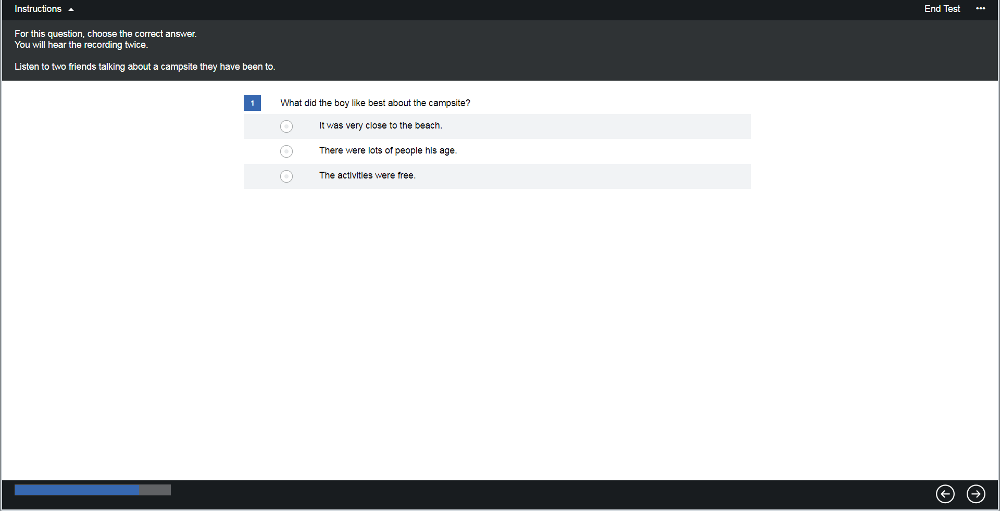 Instructions
End Test
For this question, choose the correct answer.
You will hear the recording twice.
Listen to two friends talking about a campsite they have been to.
1 What did the boy like best about the campsite?
It was very close to the beach.
There were lots of people his age.
The activities were free.